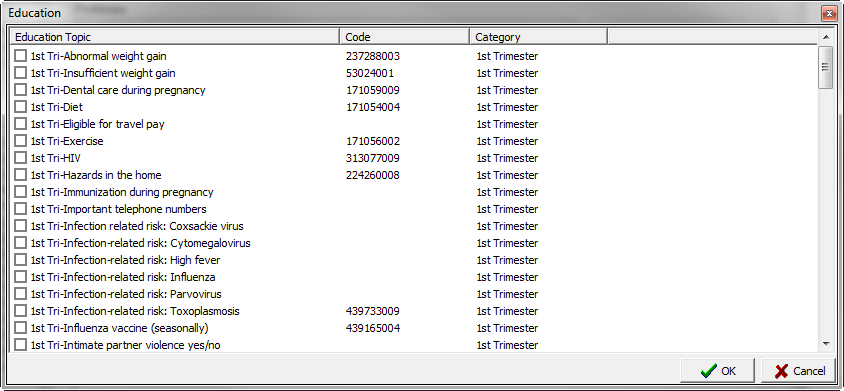 Education
Education Topic Code Category
1st Tri-Abnormal weight gain 237288003 1st Trimester
1st Tri-Insufficient weight gain 53024001 1st Trimester
1st Tri-Dental care during pregnancy 171059009 1st Trimester
1st Tri-Diet 171054004 1st Trimester
1st Tri-Eligible for travel pay 1st Trimester
1st Tri-Exercise 171056002 1st Trimester
1st Tri-HIV 313077009 1st Trimester
1st Tri-Hazards in the home 224260008 1st Trimester
1st Tri-Immunization during pregnancy 1st Trimester
1st Tri-Important telephone numbers 1st Trimester
1st Tri-Infection related risk: Coxsackie virus 1st Trimester
1st Tri-Infection-related risk: Cytomegalovirus 1st Trimester
1st Tri-Infection-related risk: High fever 1st Trimester
1st Tri-Infection-related risk: Influenza 1st Trimester
1st Tri-Infection-related risk: Parvovirus 1st Trimester
1st Tri-Infection-related risk: Toxoplasmosis 439733009 1st Trimester
1st Tri-Influenza vaccine (seasonally) 439165004 1st Trimester
1st Tri-Intimate partner violence yes/no 1st Trimester
OK Cancel